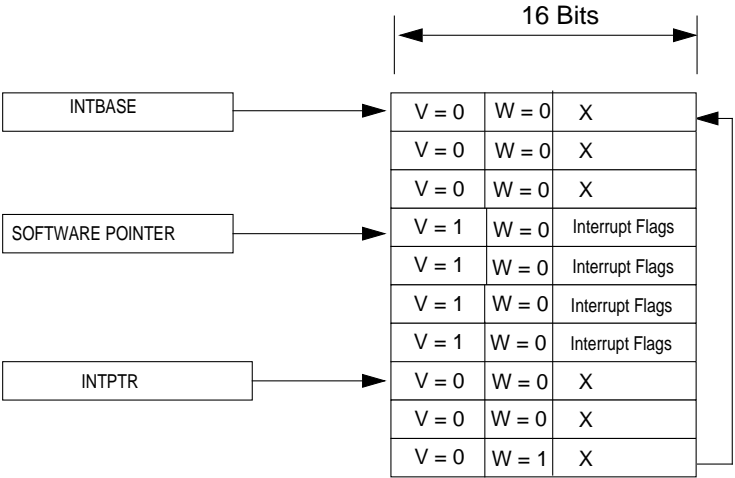 16 Bits
INTBASE
V = 0 W = 0 X
V = 0 W = 0 X
V = 0 W = 0 X
SOFTWARE POINTER
V = 1 W = 0 Interrupt Flags
V = 1 W = 0 Interrupt Flags
V = 1 W = 0 Interrupt Flags
V = 1 W = 0 Interrupt Flags
INTPTR
V = 0 W = 0 X
V = 0 W = 0 X
V = 0 W = 1 X